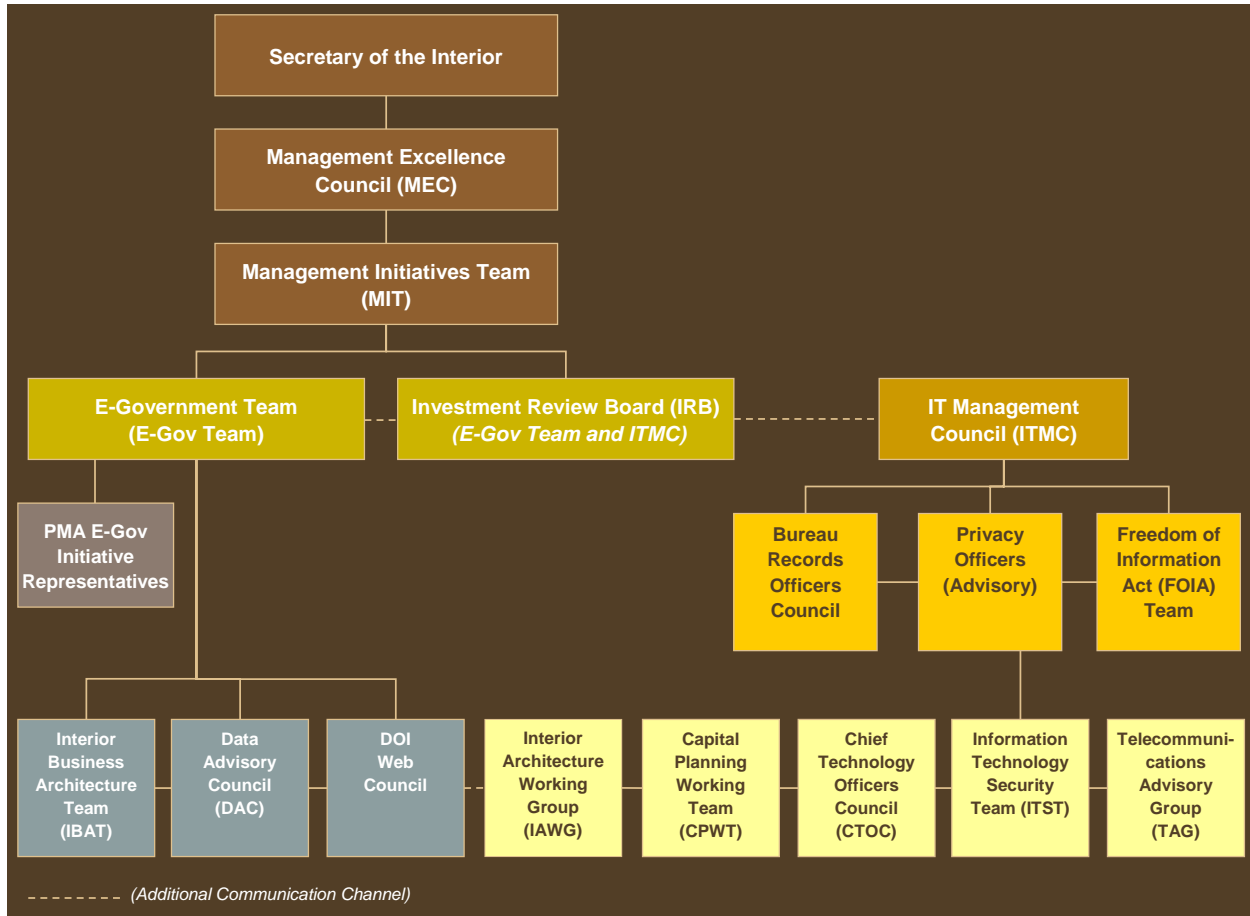 Secretary of the Interior
Management Excellence
Council (MEC)
Management Initiatives Team
(MIT)
E-Government Team
(E-Gov Team)
Investment Review Board (IRB)
(E-Gov Team and ITMC)
IT Management
Council (ITMC)
PMA E-Gov
Initiative
Representatives
Bureau
Records
Officers
Council
Privacy
Officers
(Advisory)
Freedom of
Information
Act (FOIA)
Team
Interior
Business
Architecture
Team
(IBAT)
Data
Advisory
Council
(DAC)
DOI
Web
Council
Interior
Architecture
Working
Group
(IAWG)
Capital
Planning
Working
Team
(CPWT)
Chief
Technology
Officers
Council
(CTOC)
Information
Technology
Security
Team (ITST)
Telecommuni-
cations
Advisory
Group
(TAG)
(Additional Communication Channel)